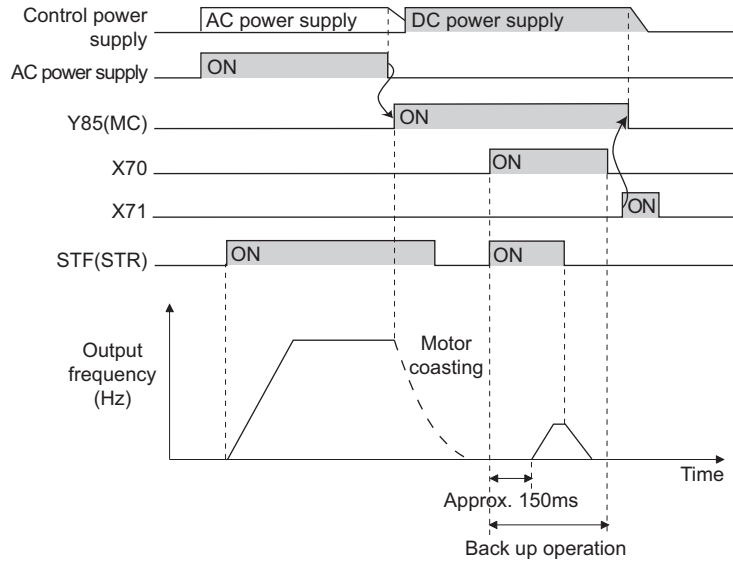 Control power
supply
AC power supply
DC power supply
AC power supply
ON
Y85(MC)
ON
X70
ON
X71
ON
STF(STR)
ON
ON
Output
frequency
(Hz)
Motor
coasting
Time
Approx. 150ms
Back up operation